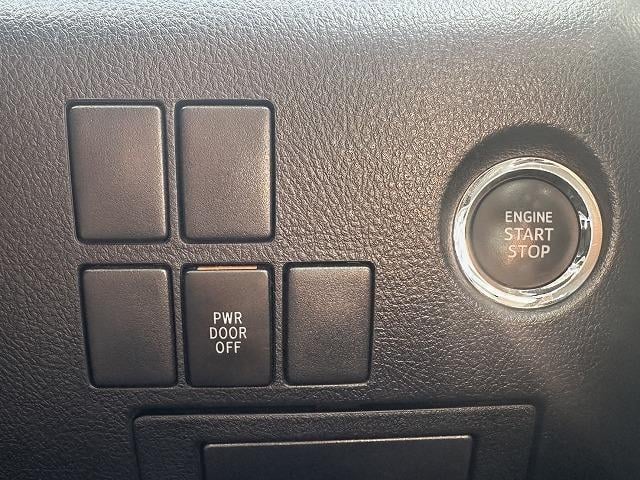 ENGINE
START
STOP
PWR
DOOR
OFF